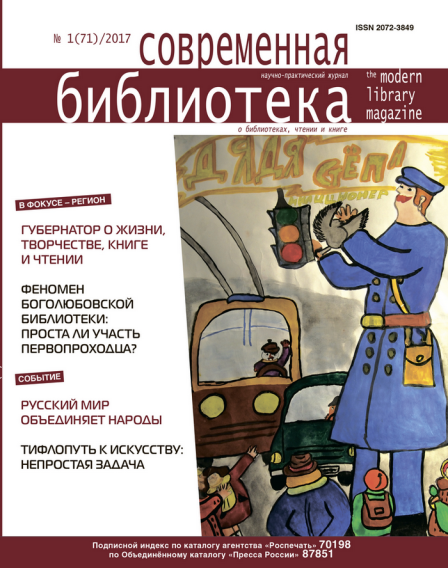 ISSN 2072-3849
№ 1(71)/2017
современная
научно-практический журнал
библиотека
the modern
library
magazine
о библиотеках, чтении и книге
ДЯДЯ
СЁПА
В ФОКУСЕ – РЕГИОН
ГУБЕРНАТОР О ЖИЗНИ,
ТВОРЧЕСТВЕ, КНИГЕ
И ЧТЕНИИ
ФЕНОМЕН
БОГОЛЮБОВСКОЙ
БИБЛИОТЕКИ:
ПРОСТА ЛИ УЧАСТЬ
ПЕРВОПРОХОДЦА?
СОБЫТИЕ
РУССКИЙ МИР
ОБЪЕДИНЯЕТ НАРОДЫ
ТИФЛОПУТЬ К ИСКУССТВУ:
НЕПРОСТАЯ ЗАДАЧА
Подписной индекс по каталогу агентства «Роспечать» 70198
по Объединённому каталогу «Пресса России» 87851